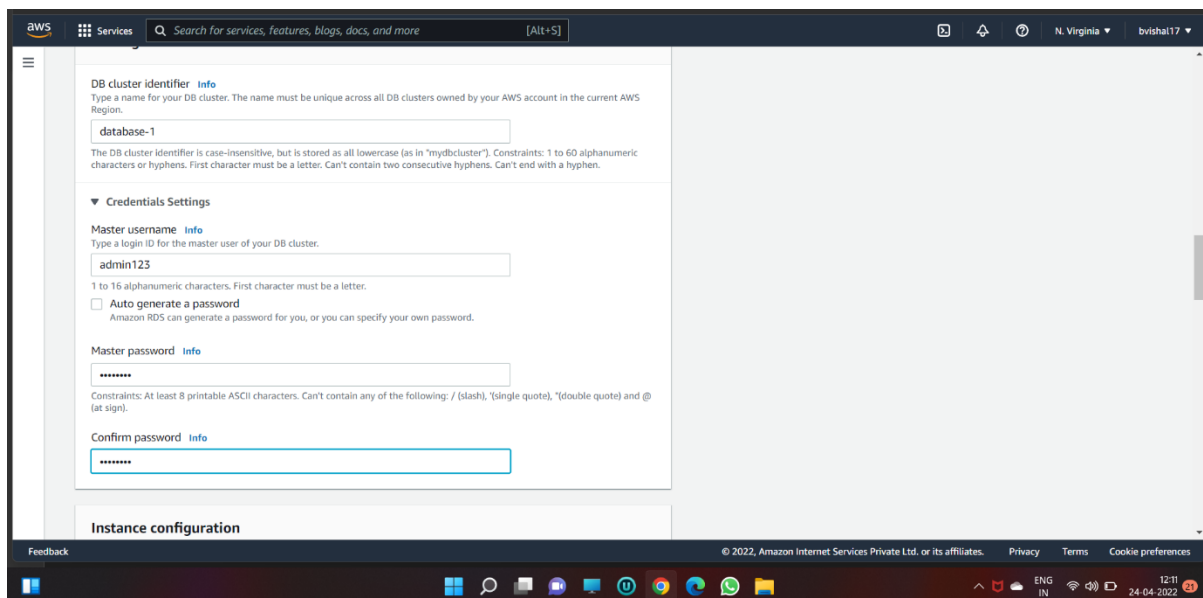 aws
Services
Search for services, features, blogs, docs, and more
[Alt+S]
N. Virginia
bvishal17
DB cluster identifier Info
Type a name for your DB cluster. The name must be unique across all DB clusters owned by your AWS account in the current AWS
Region.
database-1
The DB cluster identifier is case-insensitive, but is stored as all lowercase (as in "mydbcluster"). Constraints: 1 to 60 alphanumeric
characters or hyphens. First character must be a letter. Can't contain two consecutive hyphens. Can't end with a hyphen.
Credentials Settings
Master username Info
Type a login ID for the master user of your DB cluster.
admin123
1 to 16 alphanumeric characters. First character must be a letter.
Auto generate a password
Amazon RDS can generate a password for you, or you can specify your own password.
Master password Info
••••••••
Constraints: At least 8 printable ASCII characters. Can't contain any of the following: / (slash), '(single quote), "(double quote) and @
(at sign).
Confirm password Info
••••••••
Instance configuration
Feedback
© 2022, Amazon Internet Services Private Ltd. or its affiliates.
Privacy
Terms
Cookie preferences
ENG
IN
12:11
24-04-2022
21